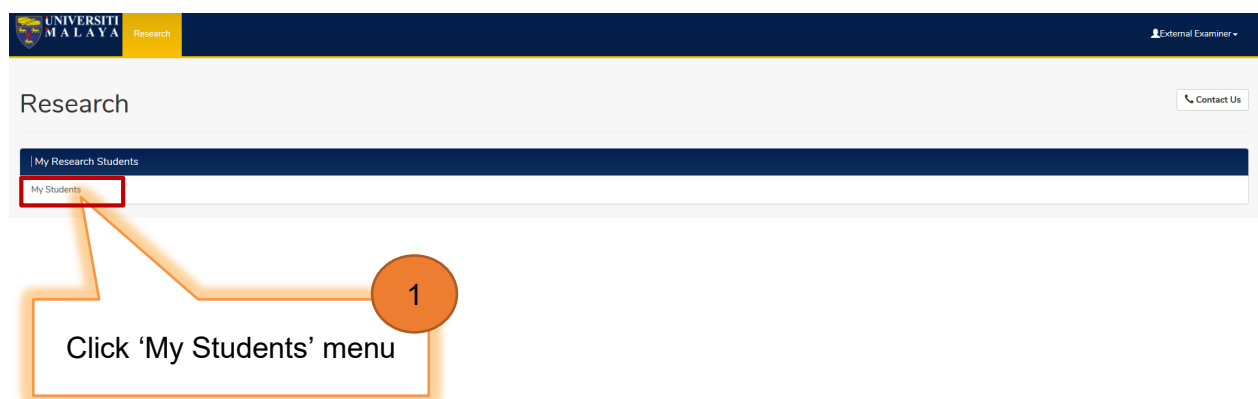 UNIVERSITI
MALAYA
Research
External Examiner
Research
Contact Us
My Research Students
My Students
1
Click ‘My Students’ menu